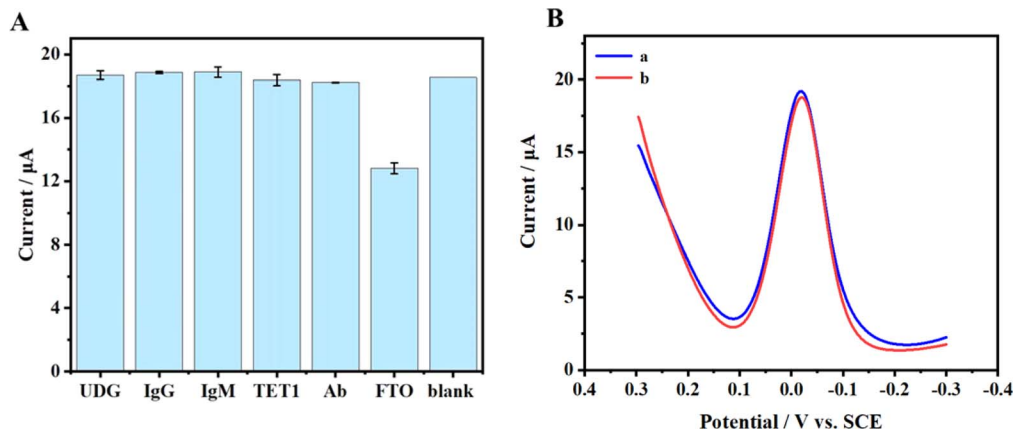 A
Current / μA
20
16
12
8
4
0
UDG IgG IgM TET1 Ab FTO blank
B
a
b
Current / μA
20
15
10
5
0
0.4 0.3 0.2 0.1 0.0 -0.1 -0.2 -0.3 -0.4
Potential / V vs. SCE